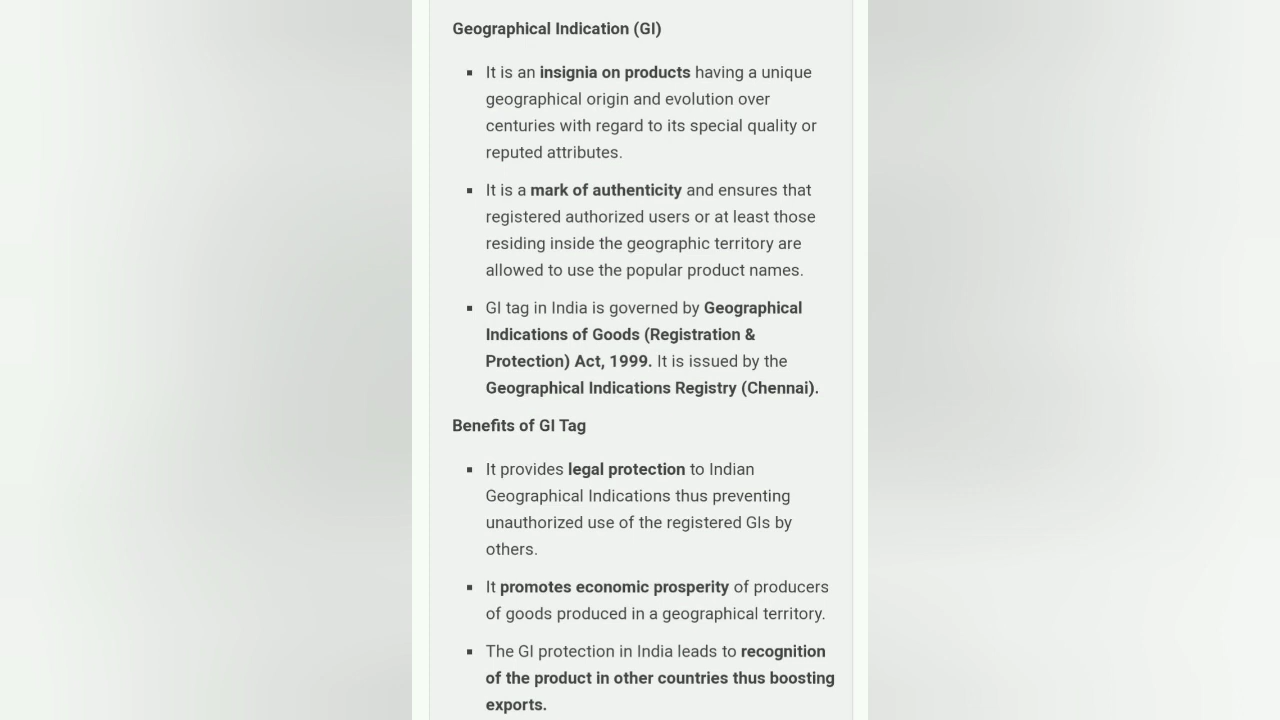 Geographical Indication (GI)
▪ It is an insignia on products having a unique
geographical origin and evolution over
centuries with regard to its special quality or
reputed attributes.
▪ It is a mark of authenticity and ensures that
registered authorized users or at least those
residing inside the geographic territory are
allowed to use the popular product names.
▪ GI tag in India is governed by Geographical
Indications of Goods (Registration &
Protection) Act, 1999. It is issued by the
Geographical Indications Registry (Chennai).
Benefits of GI Tag
▪ It provides legal protection to Indian
Geographical Indications thus preventing
unauthorized use of the registered GIs by
others.
▪ It promotes economic prosperity of producers
of goods produced in a geographical territory.
▪ The GI protection in India leads to recognition
of the product in other countries thus boosting
exports.